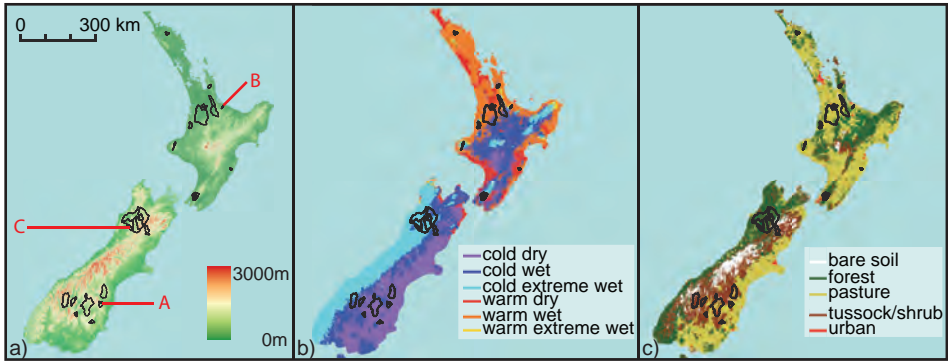 0 300 km
B
C
A
3000m
0m
a)
cold dry
cold wet
cold extreme wet
warm dry
warm wet
warm extreme wet
b)
bare soil
forest
pasture
tussock/shrub
urban
c)